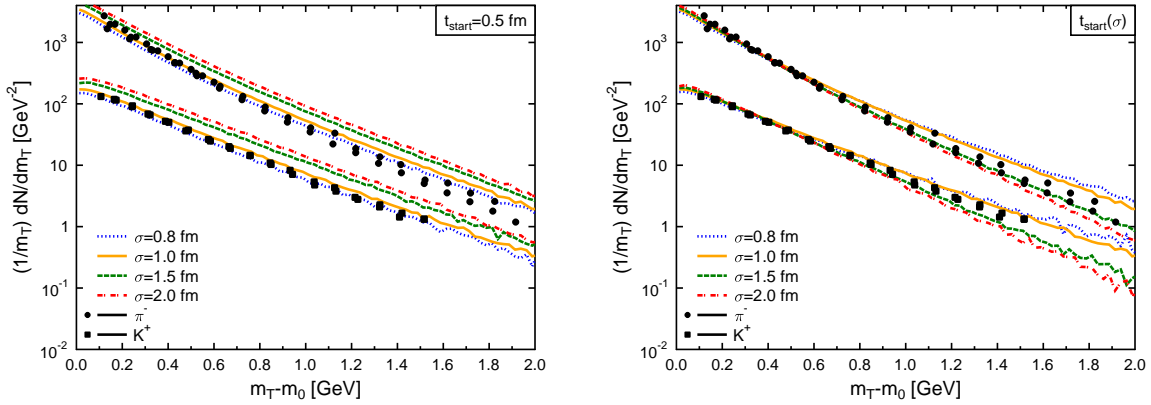 t_start=0.5 fm
(1/m_T) dN/dm_T [GeV^-2]
10^3
10^2
10
1
10^-1
10^-2
σ=0.8 fm
σ=1.0 fm
σ=1.5 fm
σ=2.0 fm
π^-
K^+
0.0 0.2 0.4 0.6 0.8 1.0 1.2 1.4 1.6 1.8 2.0
m_T-m_0 [GeV]
t_start(σ)
(1/m_T) dN/dm_T [GeV^-2]
10^3
10^2
10
1
10^-1
10^-2
σ=0.8 fm
σ=1.0 fm
σ=1.5 fm
σ=2.0 fm
π^-
K^+
0.0 0.2 0.4 0.6 0.8 1.0 1.2 1.4 1.6 1.8 2.0
m_T-m_0 [GeV]